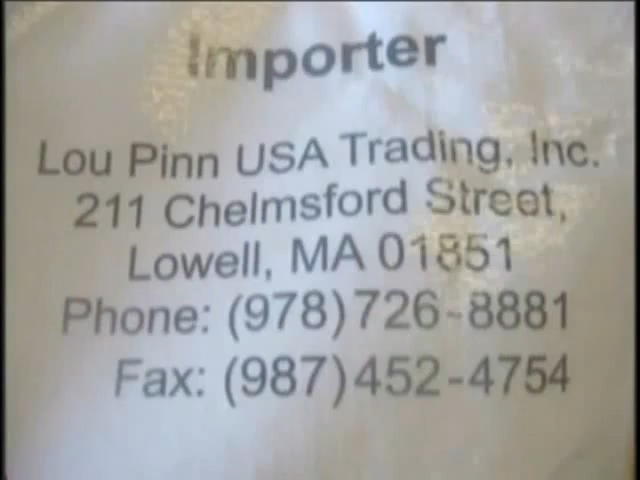 Importer
Lou Pinn USA Trading, Inc.
211 Chelmsford Street,
Lowell, MA 01851
Phone: (978)726-8881
Fax: (987)452-4754